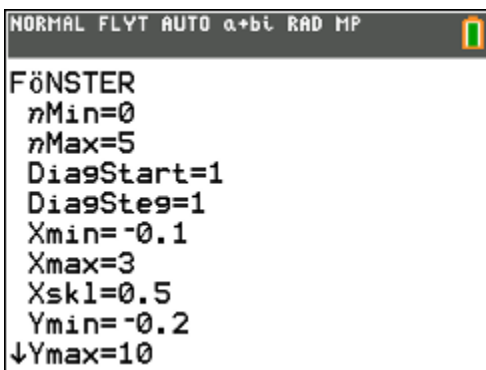 NORMAL FLYT AUTO a+bi RAD MP
FöNSTER
nMin=0
nMax=5
DiagStart=1
DiagSteg=1
Xmin=-0.1
Xmax=3
Xskl=0.5
Ymin=-0.2
↓Ymax=10